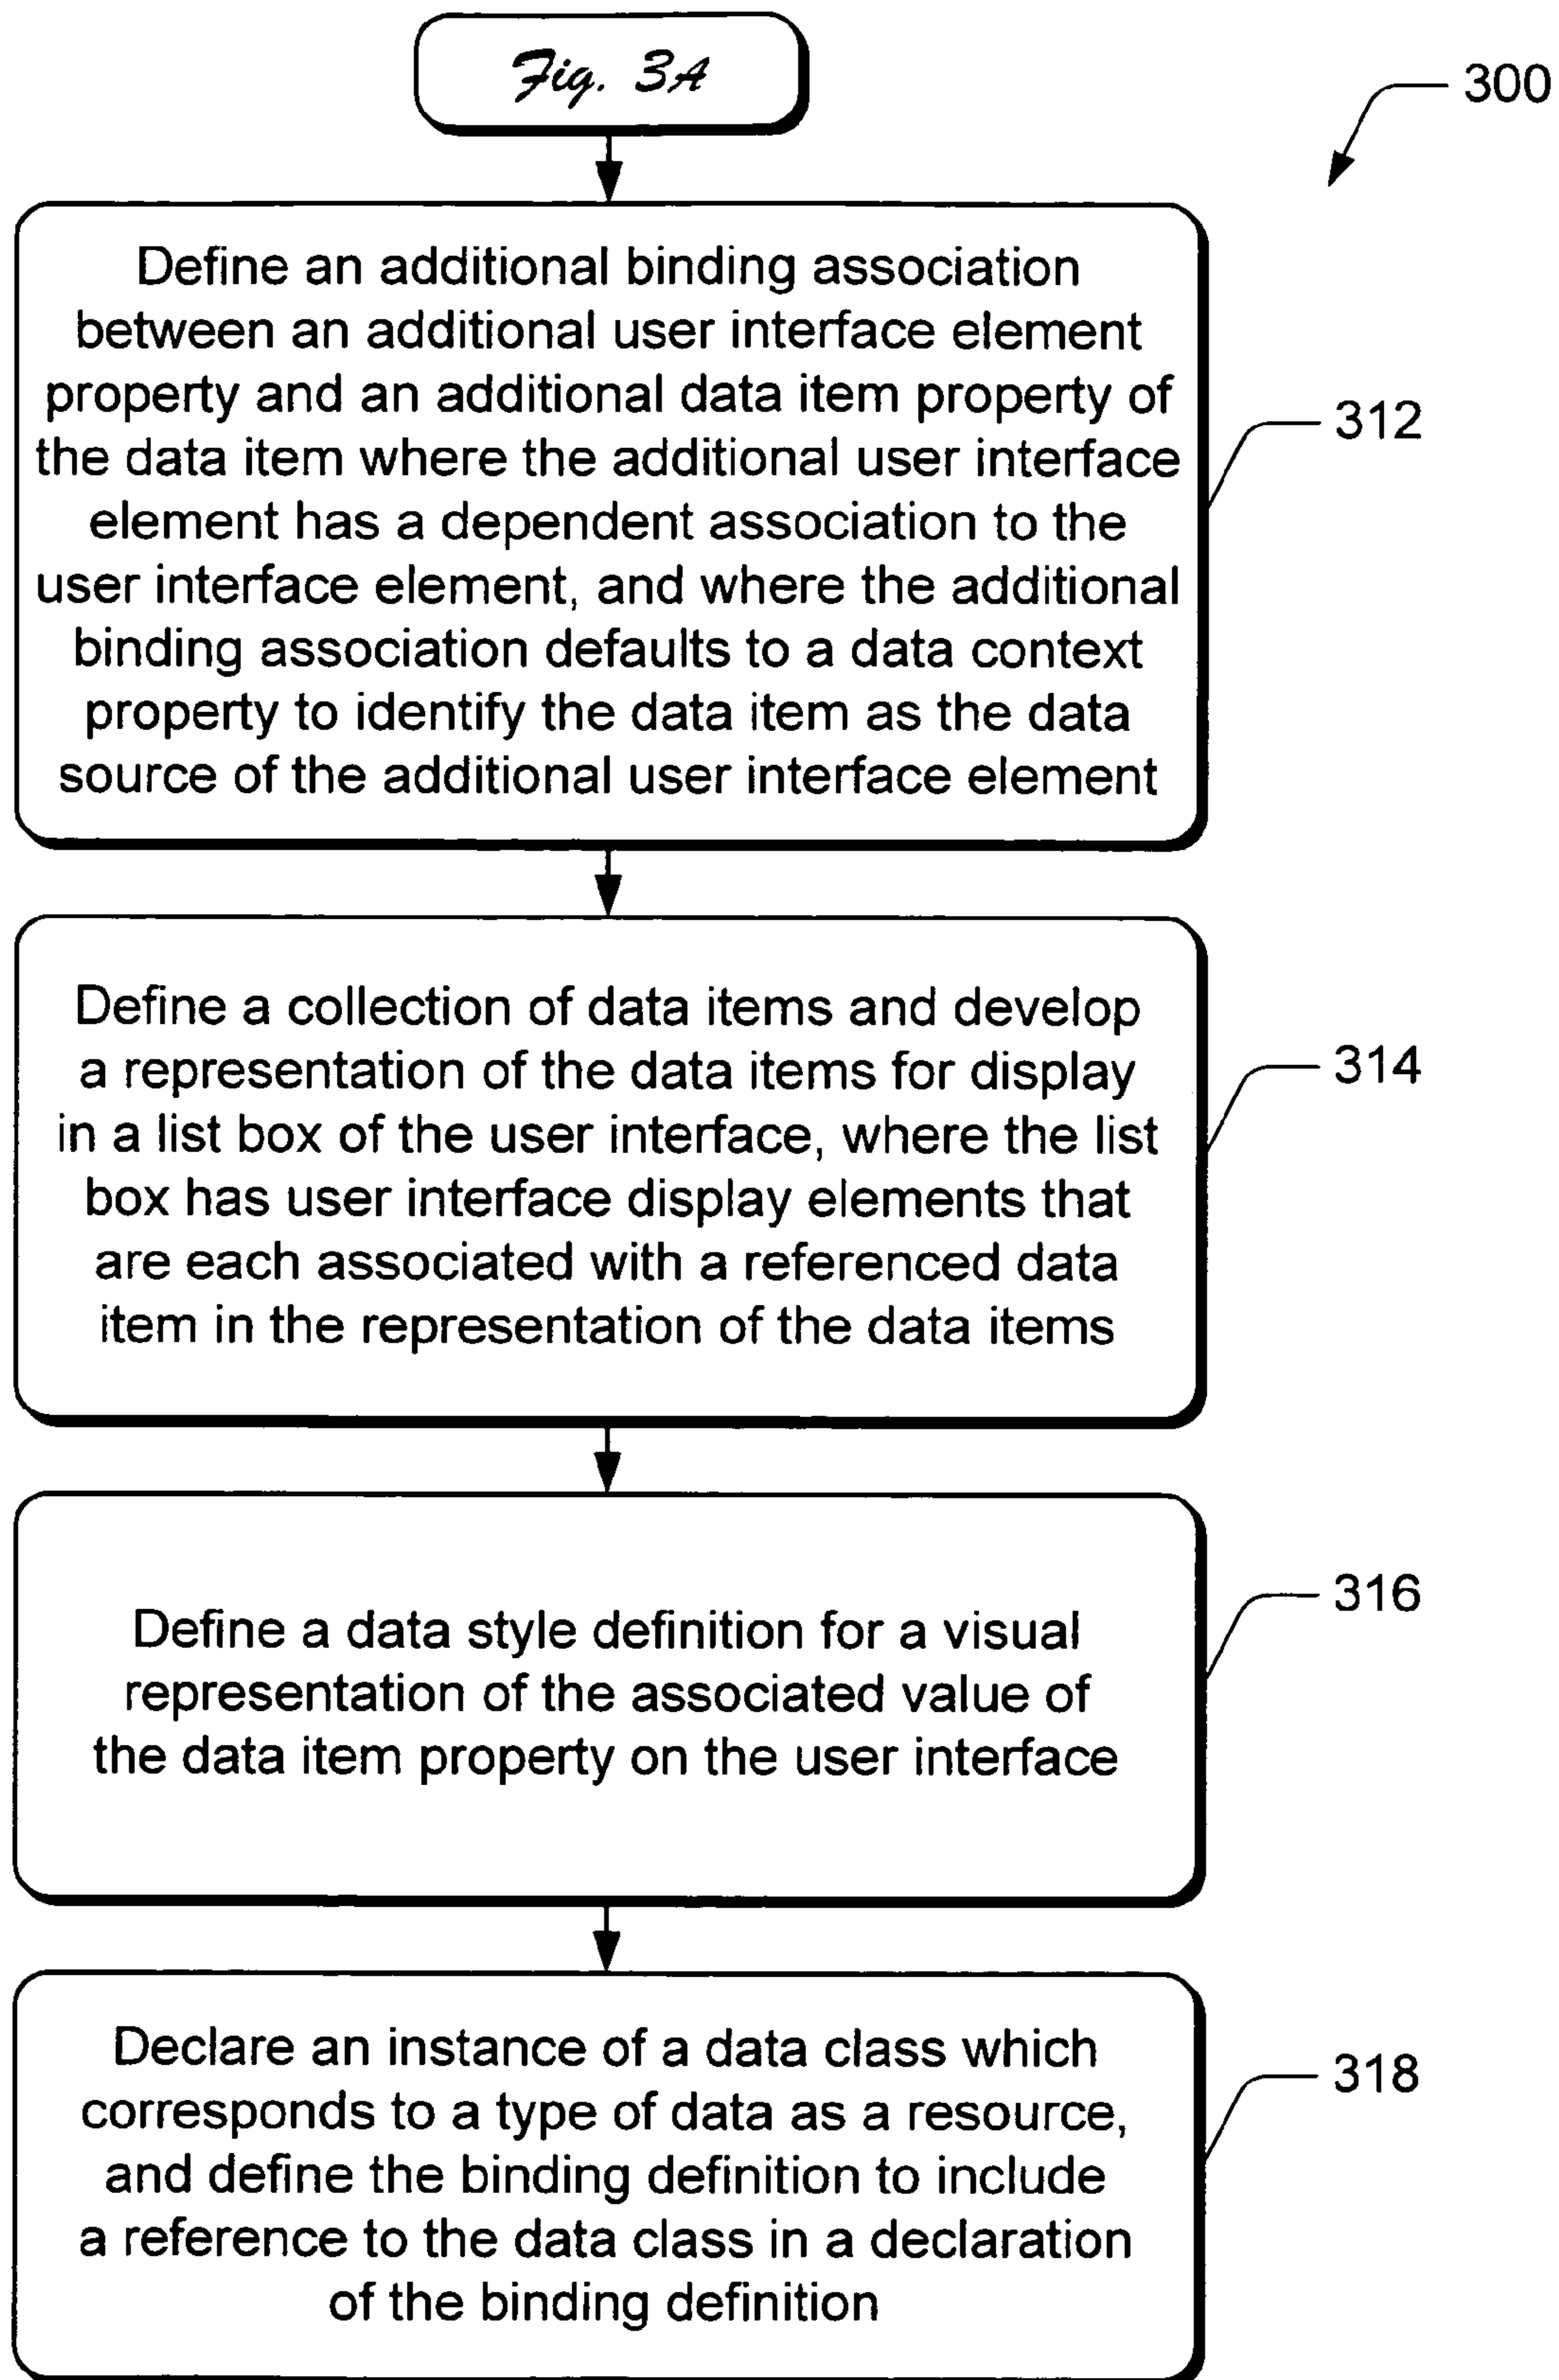 Fig. 3A
300
Define an additional binding association
between an additional user interface element
property and an additional data item property of
the data item where the additional user interface
element has a dependent association to the
user interface element, and where the additional
binding association defaults to a data context
property to identify the data item as the data
source of the additional user interface element
312
Define a collection of data items and develop
a representation of the data items for display
in a list box of the user interface, where the list
box has user interface display elements that
are each associated with a referenced data
item in the representation of the data items
314
Define a data style definition for a visual
representation of the associated value of
the data item property on the user interface
316
Declare an instance of a data class which
corresponds to a type of data as a resource,
and define the binding definition to include
a reference to the data class in a declaration
of the binding definition
318